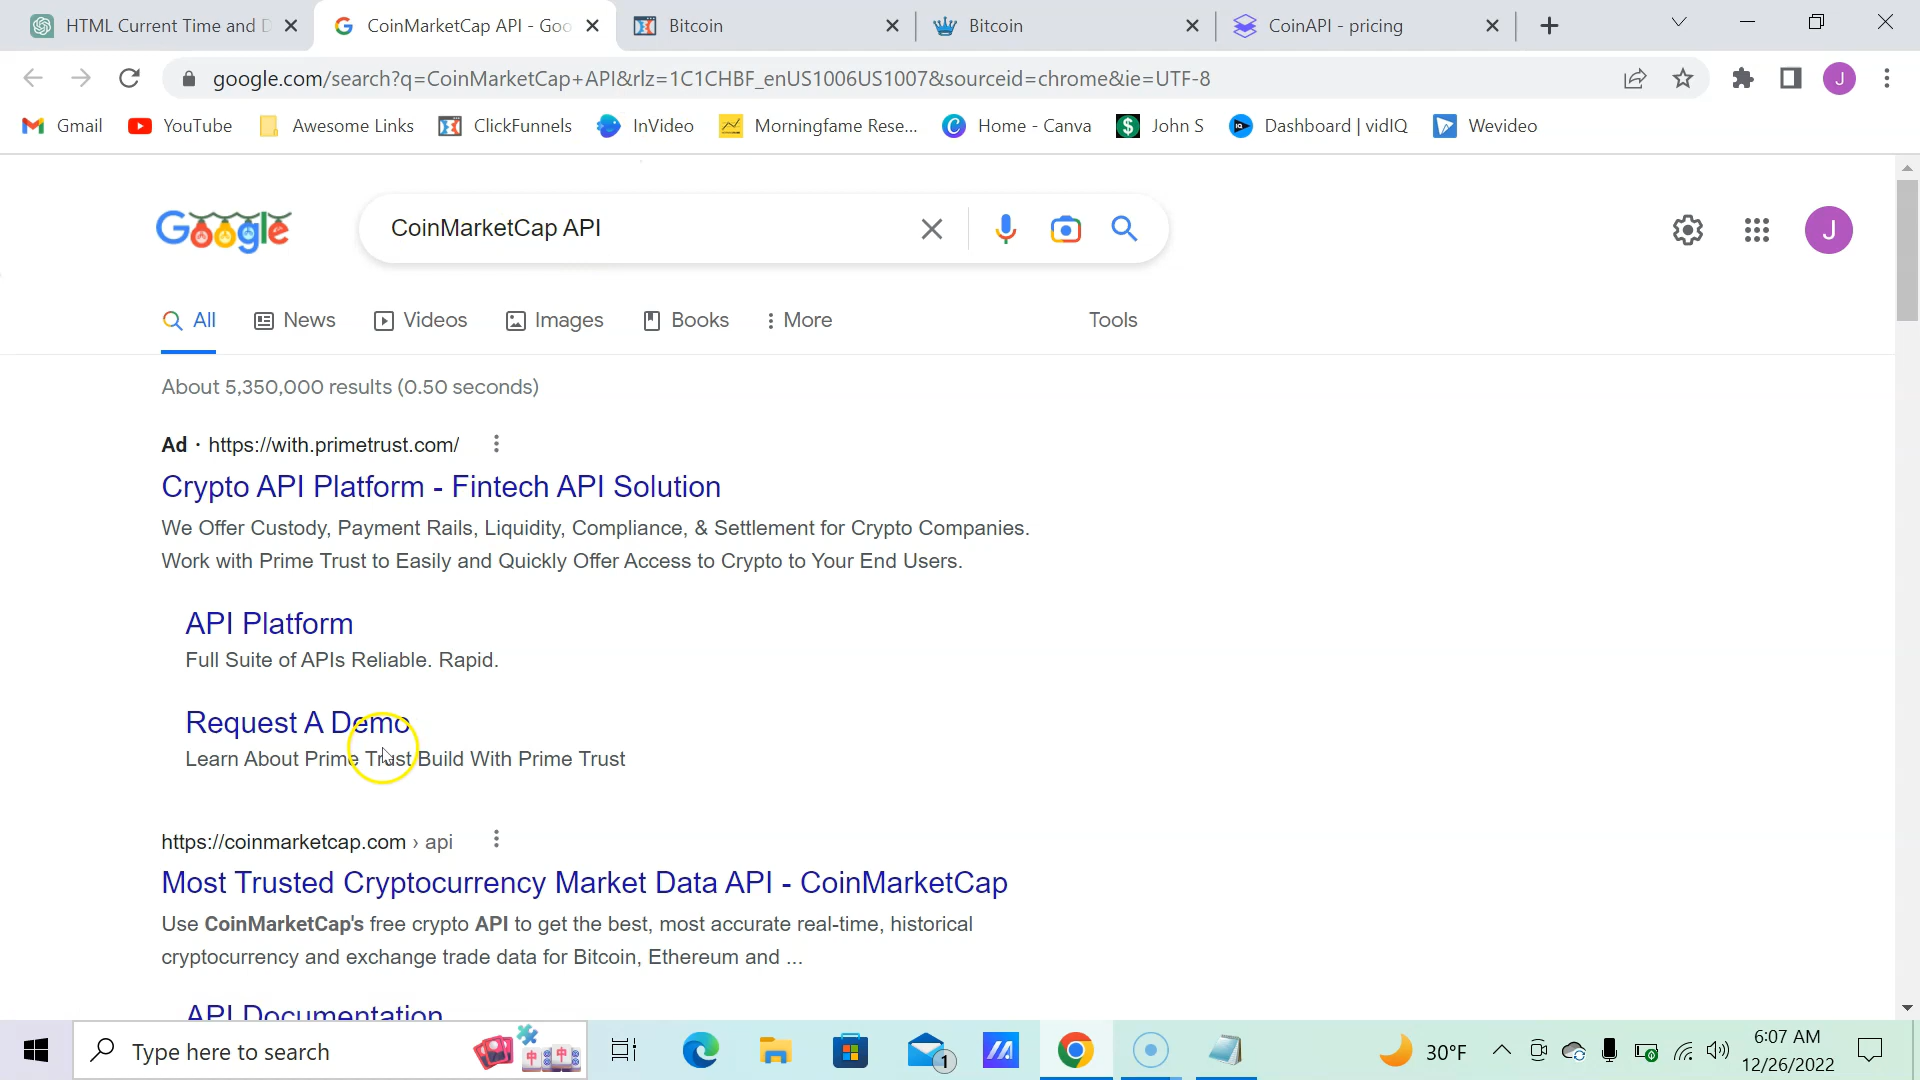 HTML Current Time and D
CoinMarketCap API - Goo
Bitcoin
Bitcoin
CoinAPI - pricing
google.com/search?q=CoinMarketCap+API&rlz=1C1CHBF_enUS1006US1007&sourceid=chrome&ie=UTF-8
J
Gmail
YouTube
Awesome Links
ClickFunnels
InVideo
Morningfame Rese...
Home - Canva
John S
Dashboard | vidIQ
Wevideo
Google
CoinMarketCap API
J
All
News
Videos
Images
Books
More
Tools
About 5,350,000 results (0.50 seconds)
Ad · https://with.primetrust.com/
Crypto API Platform - Fintech API Solution
We Offer Custody, Payment Rails, Liquidity, Compliance, & Settlement for Crypto Companies.
Work with Prime Trust to Easily and Quickly Offer Access to Crypto to Your End Users.
API Platform
Full Suite of APIs Reliable. Rapid.
Request A Demo
Learn About Prime Trust Build With Prime Trust
https://coinmarketcap.com › api
Most Trusted Cryptocurrency Market Data API - CoinMarketCap
Use CoinMarketCap's free crypto API to get the best, most accurate real-time, historical
cryptocurrency and exchange trade data for Bitcoin, Ethereum and ...
API Documentation
Type here to search
1
30°F
6:07 AM
12/26/2022